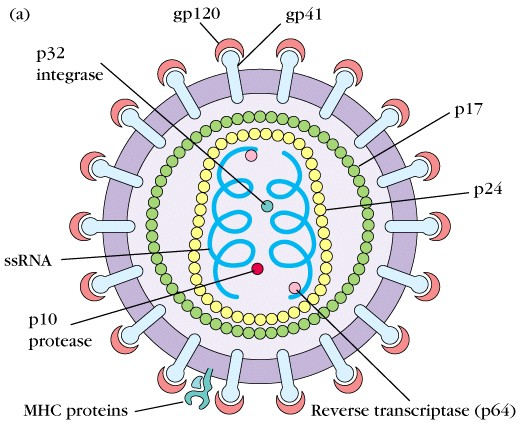 (a)
gp120
gp41
p32
integrase
p17
p24
ssRNA
p10
protease
MHC proteins
Reverse transcriptase (p64)